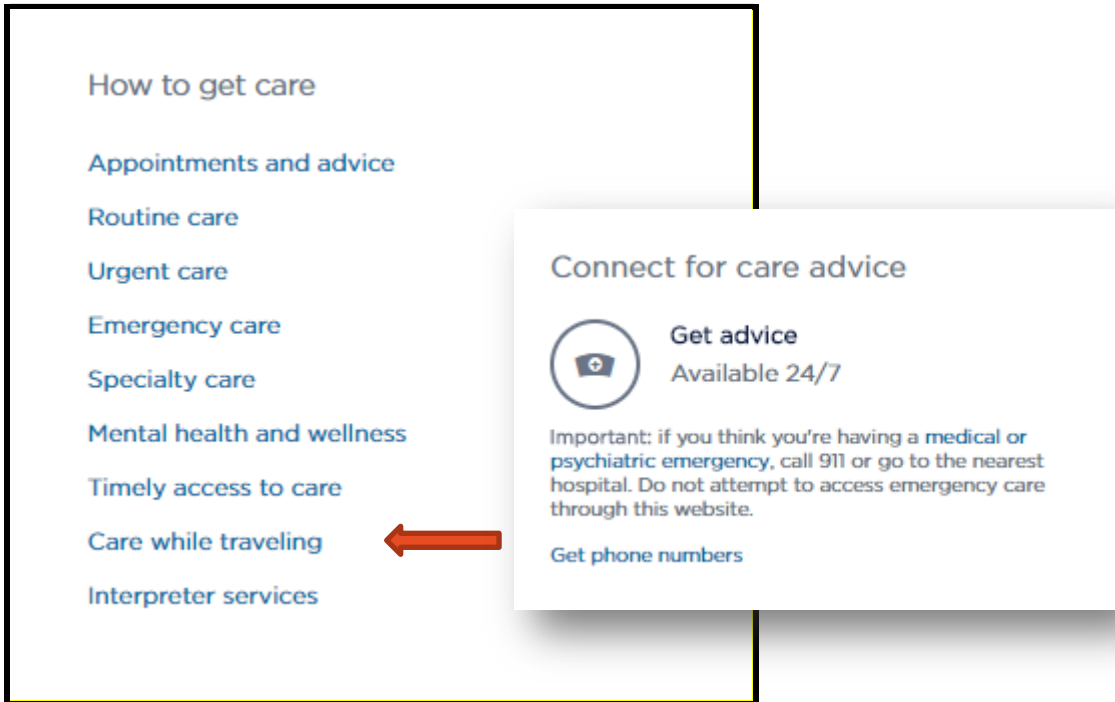 How to get care
Appointments and advice
Routine care
Urgent care
Emergency care
Specialty care
Mental health and wellness
Timely access to care
Care while traveling
Interpreter services
Connect for care advice
Get advice
Available 24/7
Important: if you think you're having a medical or
psychiatric emergency, call 911 or go to the nearest
hospital. Do not attempt to access emergency care
through this website.
Get phone numbers